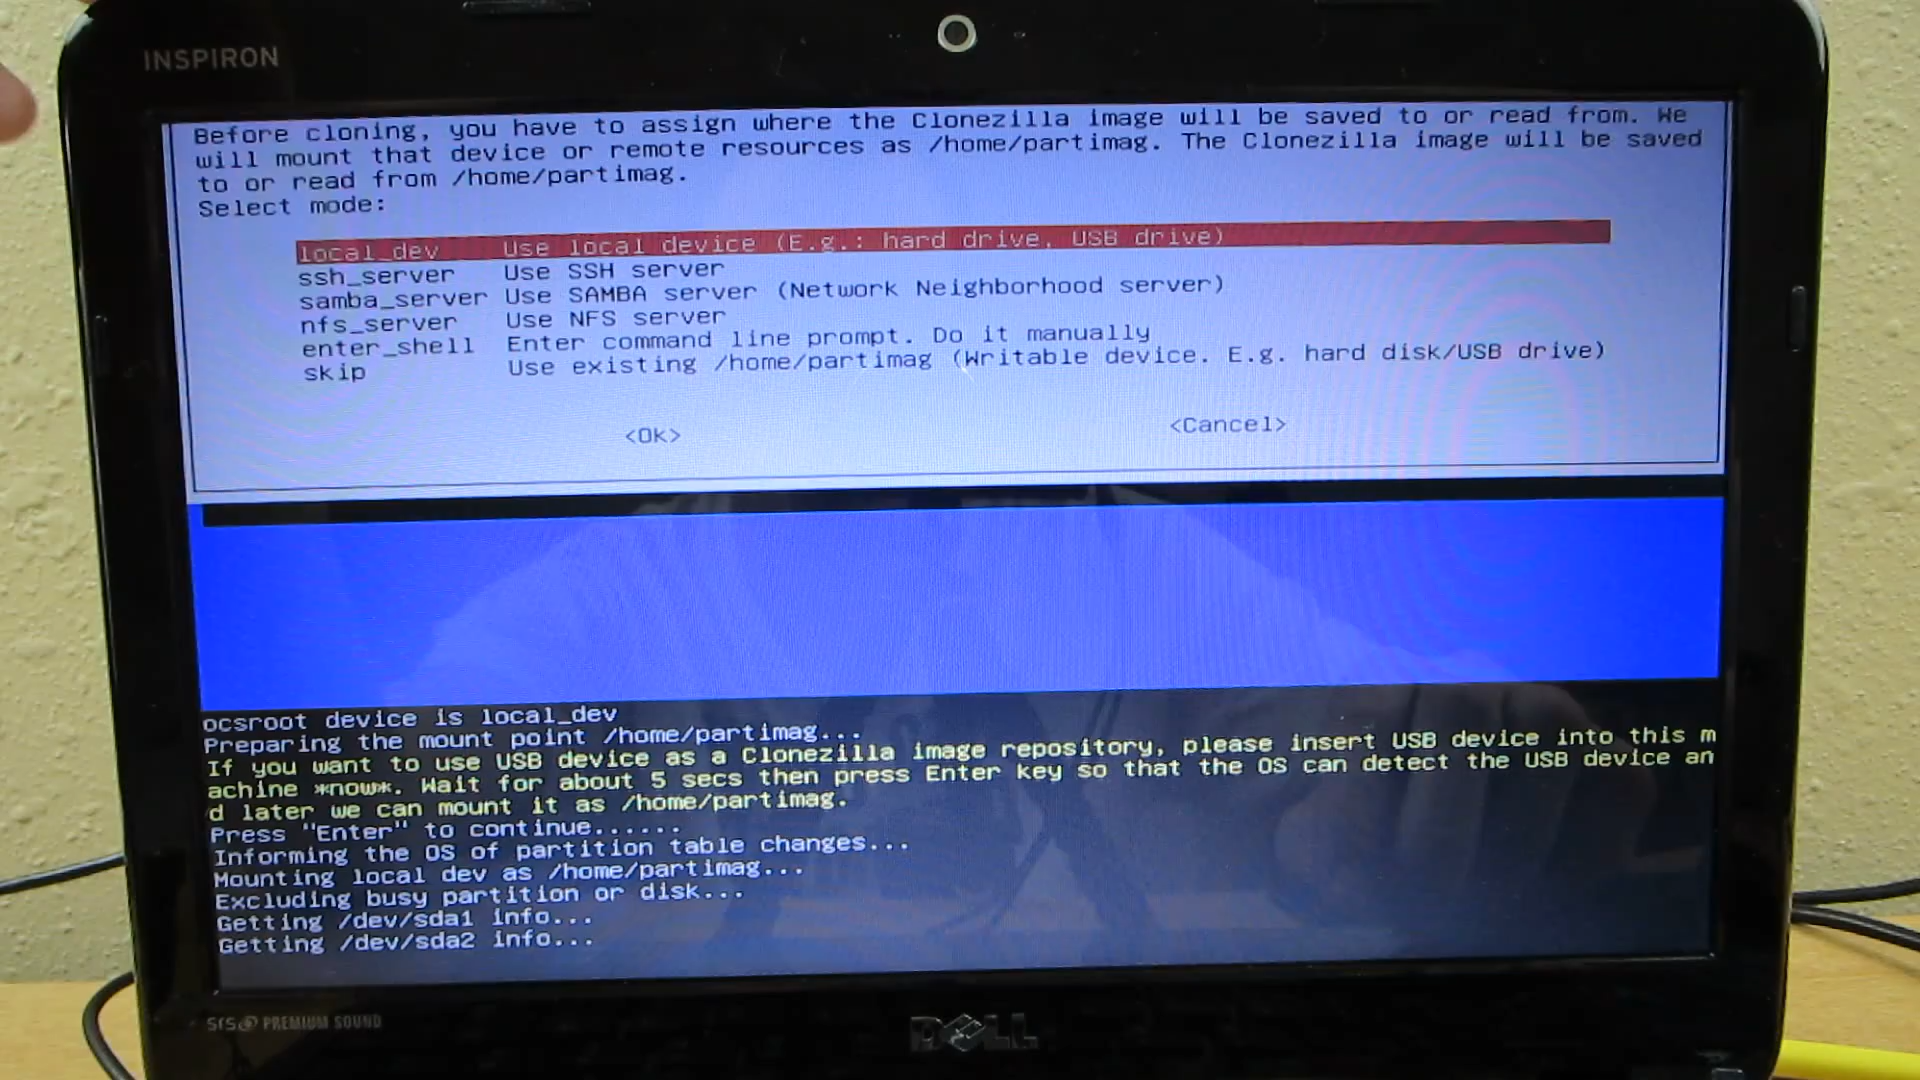 INSPIRON
Before cloning, you have to assign where the Clonezilla image will be saved to or read from. We
will mount that device or remote resources as /home/partimag. The Clonezilla image will be saved
to or read from /home/partimag.
Select mode:
local_dev Use local device (E.g.: hard drive, USB drive)
ssh_server Use SSH server
samba_server Use SAMBA server (Network Neighborhood server)
nfs_server Use NFS server
enter_shell Enter command line prompt. Do it manually
skip Use existing /home/partimag (Writable device. E.g. hard disk/USB drive)
<Ok> <Cancel>
ocsroot device is local_dev
Preparing the mount point /home/partimag...
If you want to use USB device as a Clonezilla image repository, please insert USB device into this m
achine *now*. Wait for about 5 secs then press Enter key so that the OS can detect the USB device an
d later we can mount it as /home/partimag.
Press "Enter" to continue......
Informing the OS of partition table changes...
Mounting local dev as /home/partimag...
Excluding busy partition or disk...
Getting /dev/sda1 info...
Getting /dev/sda2 info...
SRS PREMIUM SOUND
DELL